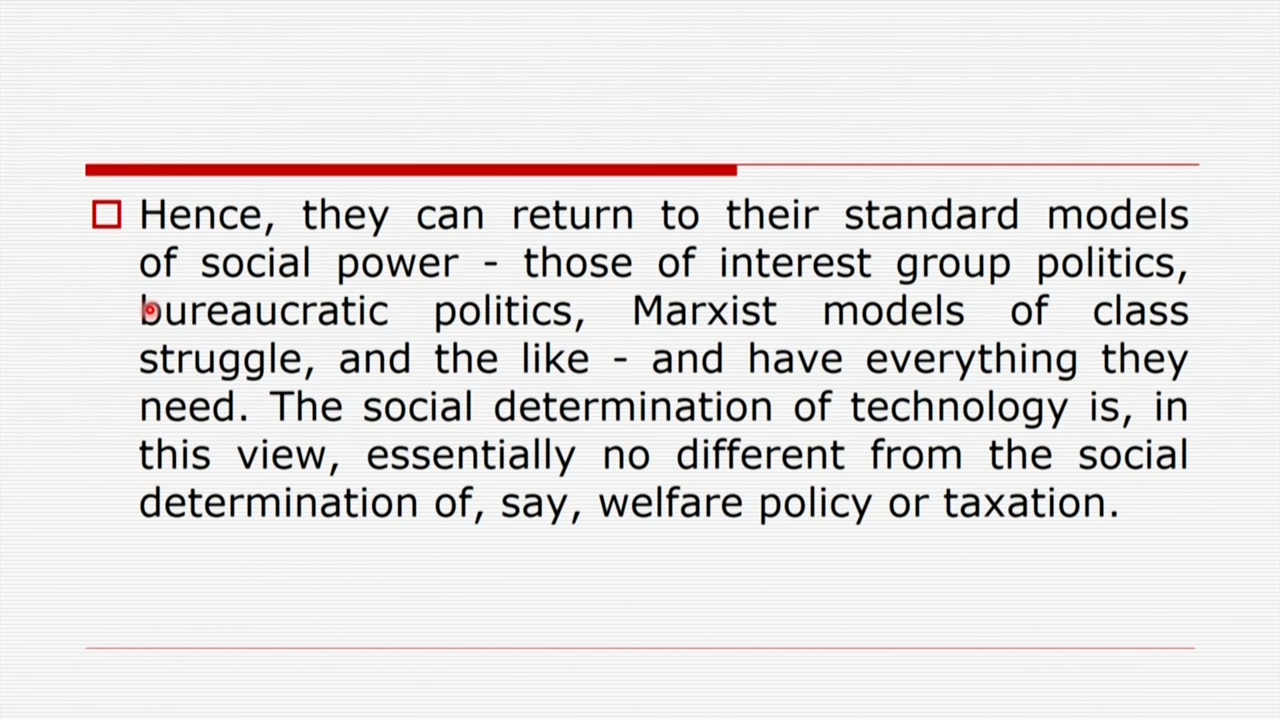 Hence, they can return to their standard models
of social power - those of interest group politics,
bureaucratic politics, Marxist models of class
struggle, and the like - and have everything they
need. The social determination of technology is, in
this view, essentially no different from the social
determination of, say, welfare policy or taxation.